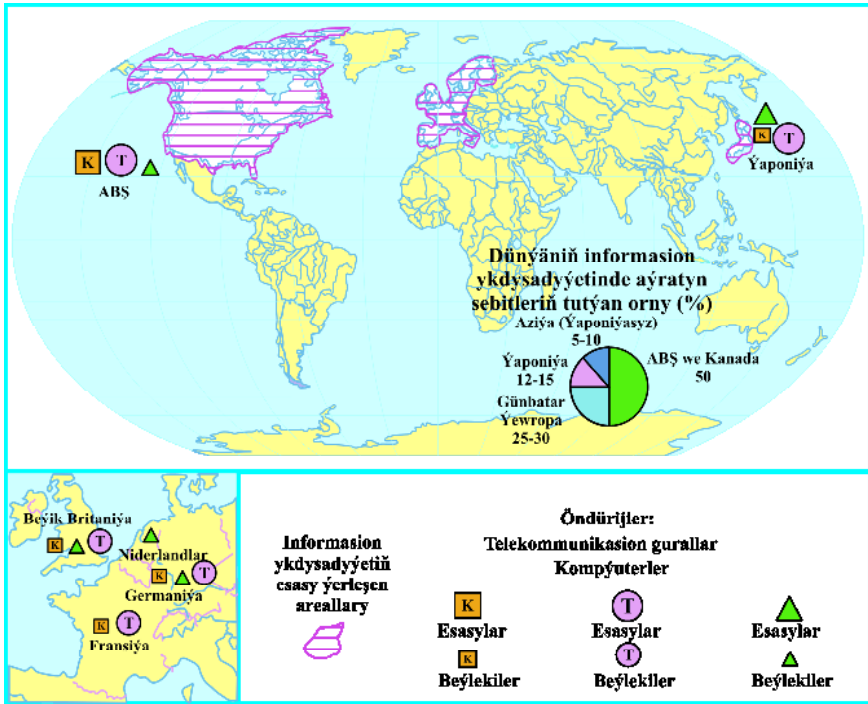 K
T
ABŞ
K
T
Ýaponiýa
Dünýäniň informasion
ykdysadyýetinde aýratyn
sebitleriň tutýan orny (%)
Aziýa (Ýaponiýasyz)
5-10
Ýaponiýa
12-15
ABŞ we Kanada
50
Günbatar
Ýewropa
25-30
Beýik Britaniýa
K
T
Niderlandlar
K
T
Germaniýa
K
T
Fransiýa
Informasion
ykdysadyýetiň
esasy ýerleşen
areallary
Öndürijler:
Telekommunikasion gurallar
Kompýuterler
K
T
Esasylar
Esasylar
Esasylar
K
T
Beýlekiler
Beýlekiler
Beýlekiler